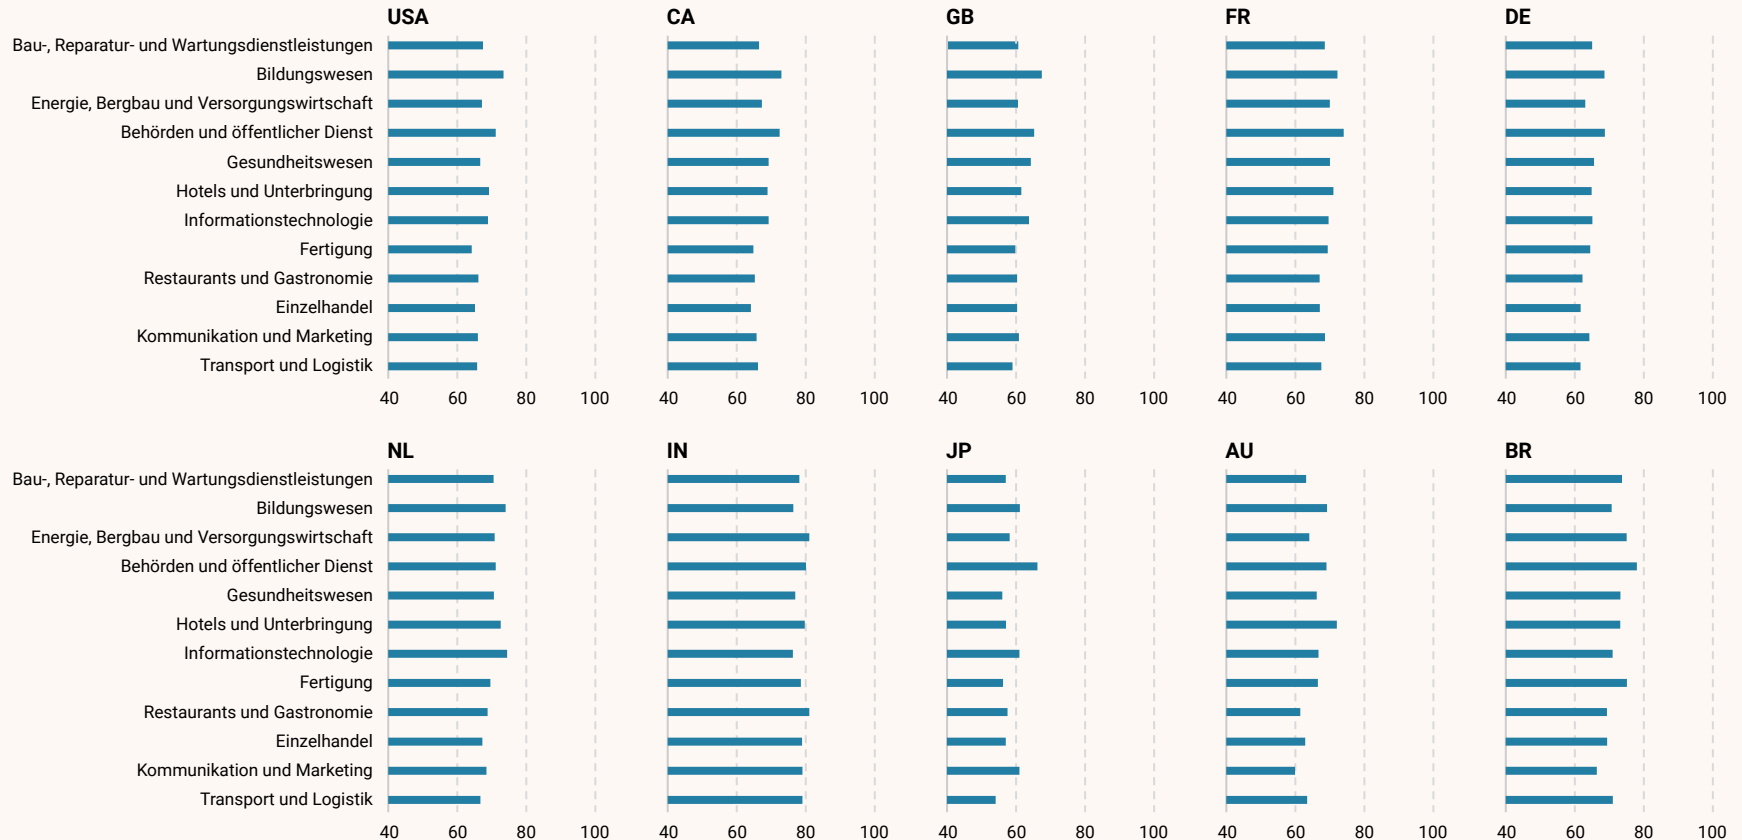 USA CA GB FR DE
Bau-, Reparatur- und Wartungsdienstleistungen
Bildungswesen
Energie, Bergbau und Versorgungswirtschaft
Behörden und öffentlicher Dienst
Gesundheitswesen
Hotels und Unterbringung
Informationstechnologie
Fertigung
Restaurants und Gastronomie
Einzelhandel
Kommunikation und Marketing
Transport und Logistik
40 60 80 100 40 60 80 100 40 60 80 100 40 60 80 100 40 60 80 100
NL IN JP AU BR
Bau-, Reparatur- und Wartungsdienstleistungen
Bildungswesen
Energie, Bergbau und Versorgungswirtschaft
Behörden und öffentlicher Dienst
Gesundheitswesen
Hotels und Unterbringung
Informationstechnologie
Fertigung
Restaurants und Gastronomie
Einzelhandel
Kommunikation und Marketing
Transport und Logistik
40 60 80 100 40 60 80 100 40 60 80 100 40 60 80 100 40 60 80 100